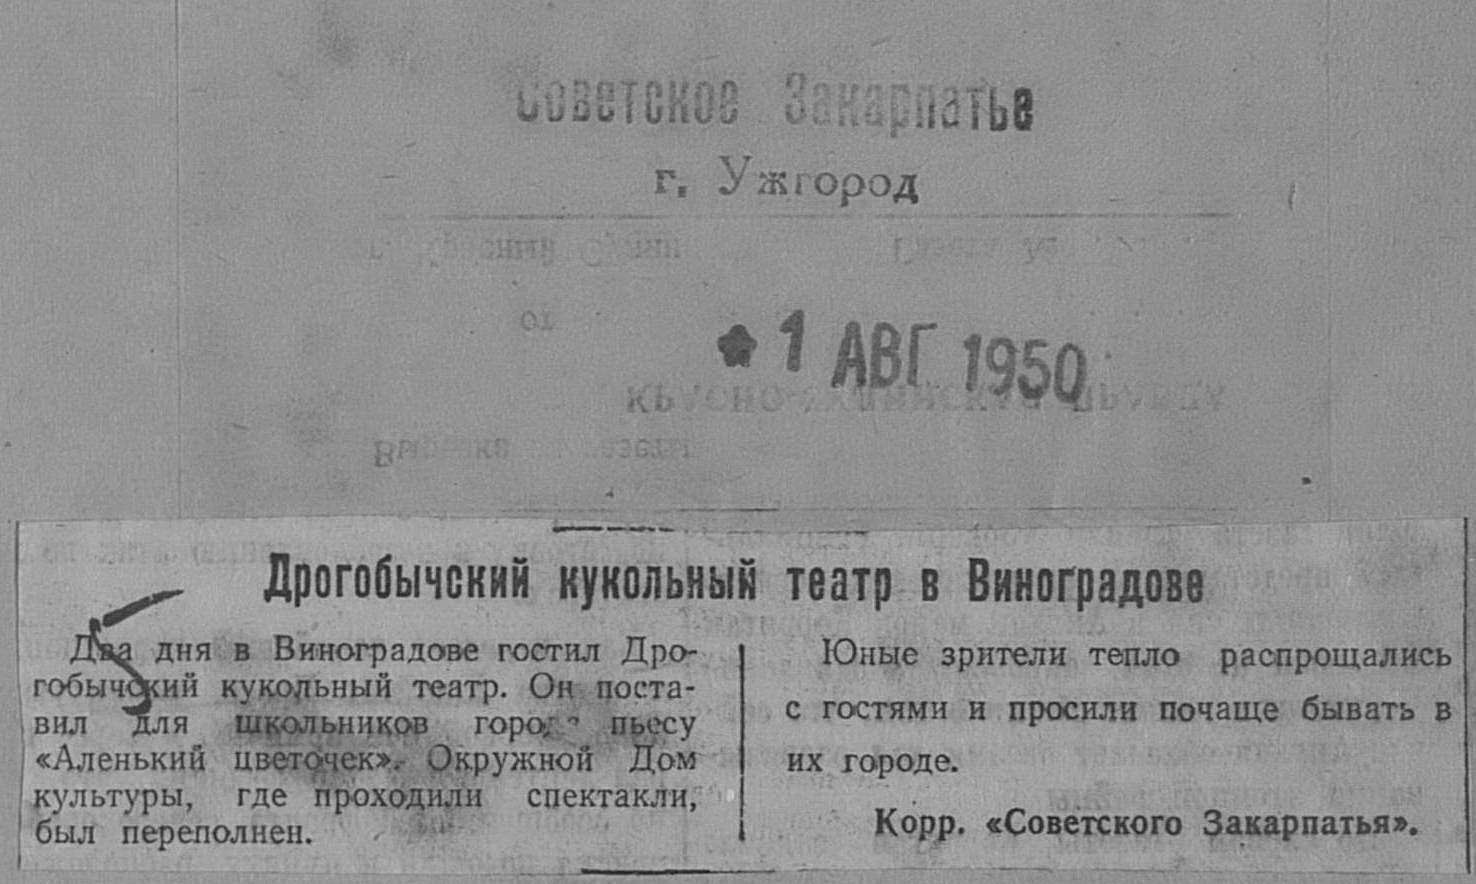 Советское Закарпатье
г. Ужгород
1 АВГ 1950
Дрогобычский кукольный театр в Виноградове
Два дня в Виноградове гостил Дро-
гобычский кукольный театр. Он поста-
вил для школьников города пьесу
«Аленький цветочек». Окружной Дом
культуры, где проходили спектакли,
был переполнен.
Юные зрители тепло распрощались
с гостями и просили почаще бывать в
их городе.
Корр. «Советского Закарпатья».